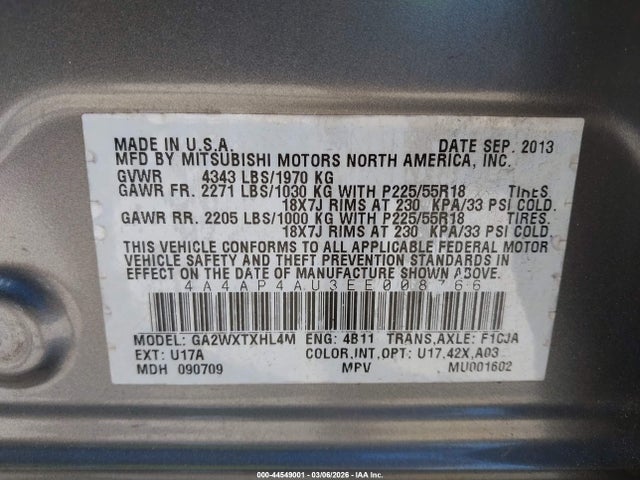 MADE IN U.S.A. DATE SEP. 2013
MFD BY MITSUBISHI MOTORS NORTH AMERICA, INC.
GVWR 4343 LBS/1970 KG
GAWR FR. 2271 LBS/1030 KG WITH P225/55R18 TIRES
18X7J RIMS AT 230 KPA/33 PSI COLD.
GAWR RR. 2205 LBS/1000 KG WITH P225/55R18 TIRES.
18X7J RIMS AT 230 KPA/33 PSI COLD.
THIS VEHICLE CONFORMS TO ALL APPLICABLE FEDERAL MOTOR
VEHICLE SAFETY AND THEFT PREVENTION STANDARDS IN
EFFECT ON THE DATE OF MANUFACTURE SHOWN ABOVE.
4A4AP4AU3EE008766
MODEL: GA2WXTXHL4M ENG: 4B11 TRANS,AXLE: F1CJA
EXT: U17A COLOR,INT,OPT: U17,42X,A03
MDH 090709 MPV MU001602
000-44549001 - 03/06/2026 - © IAA Inc.